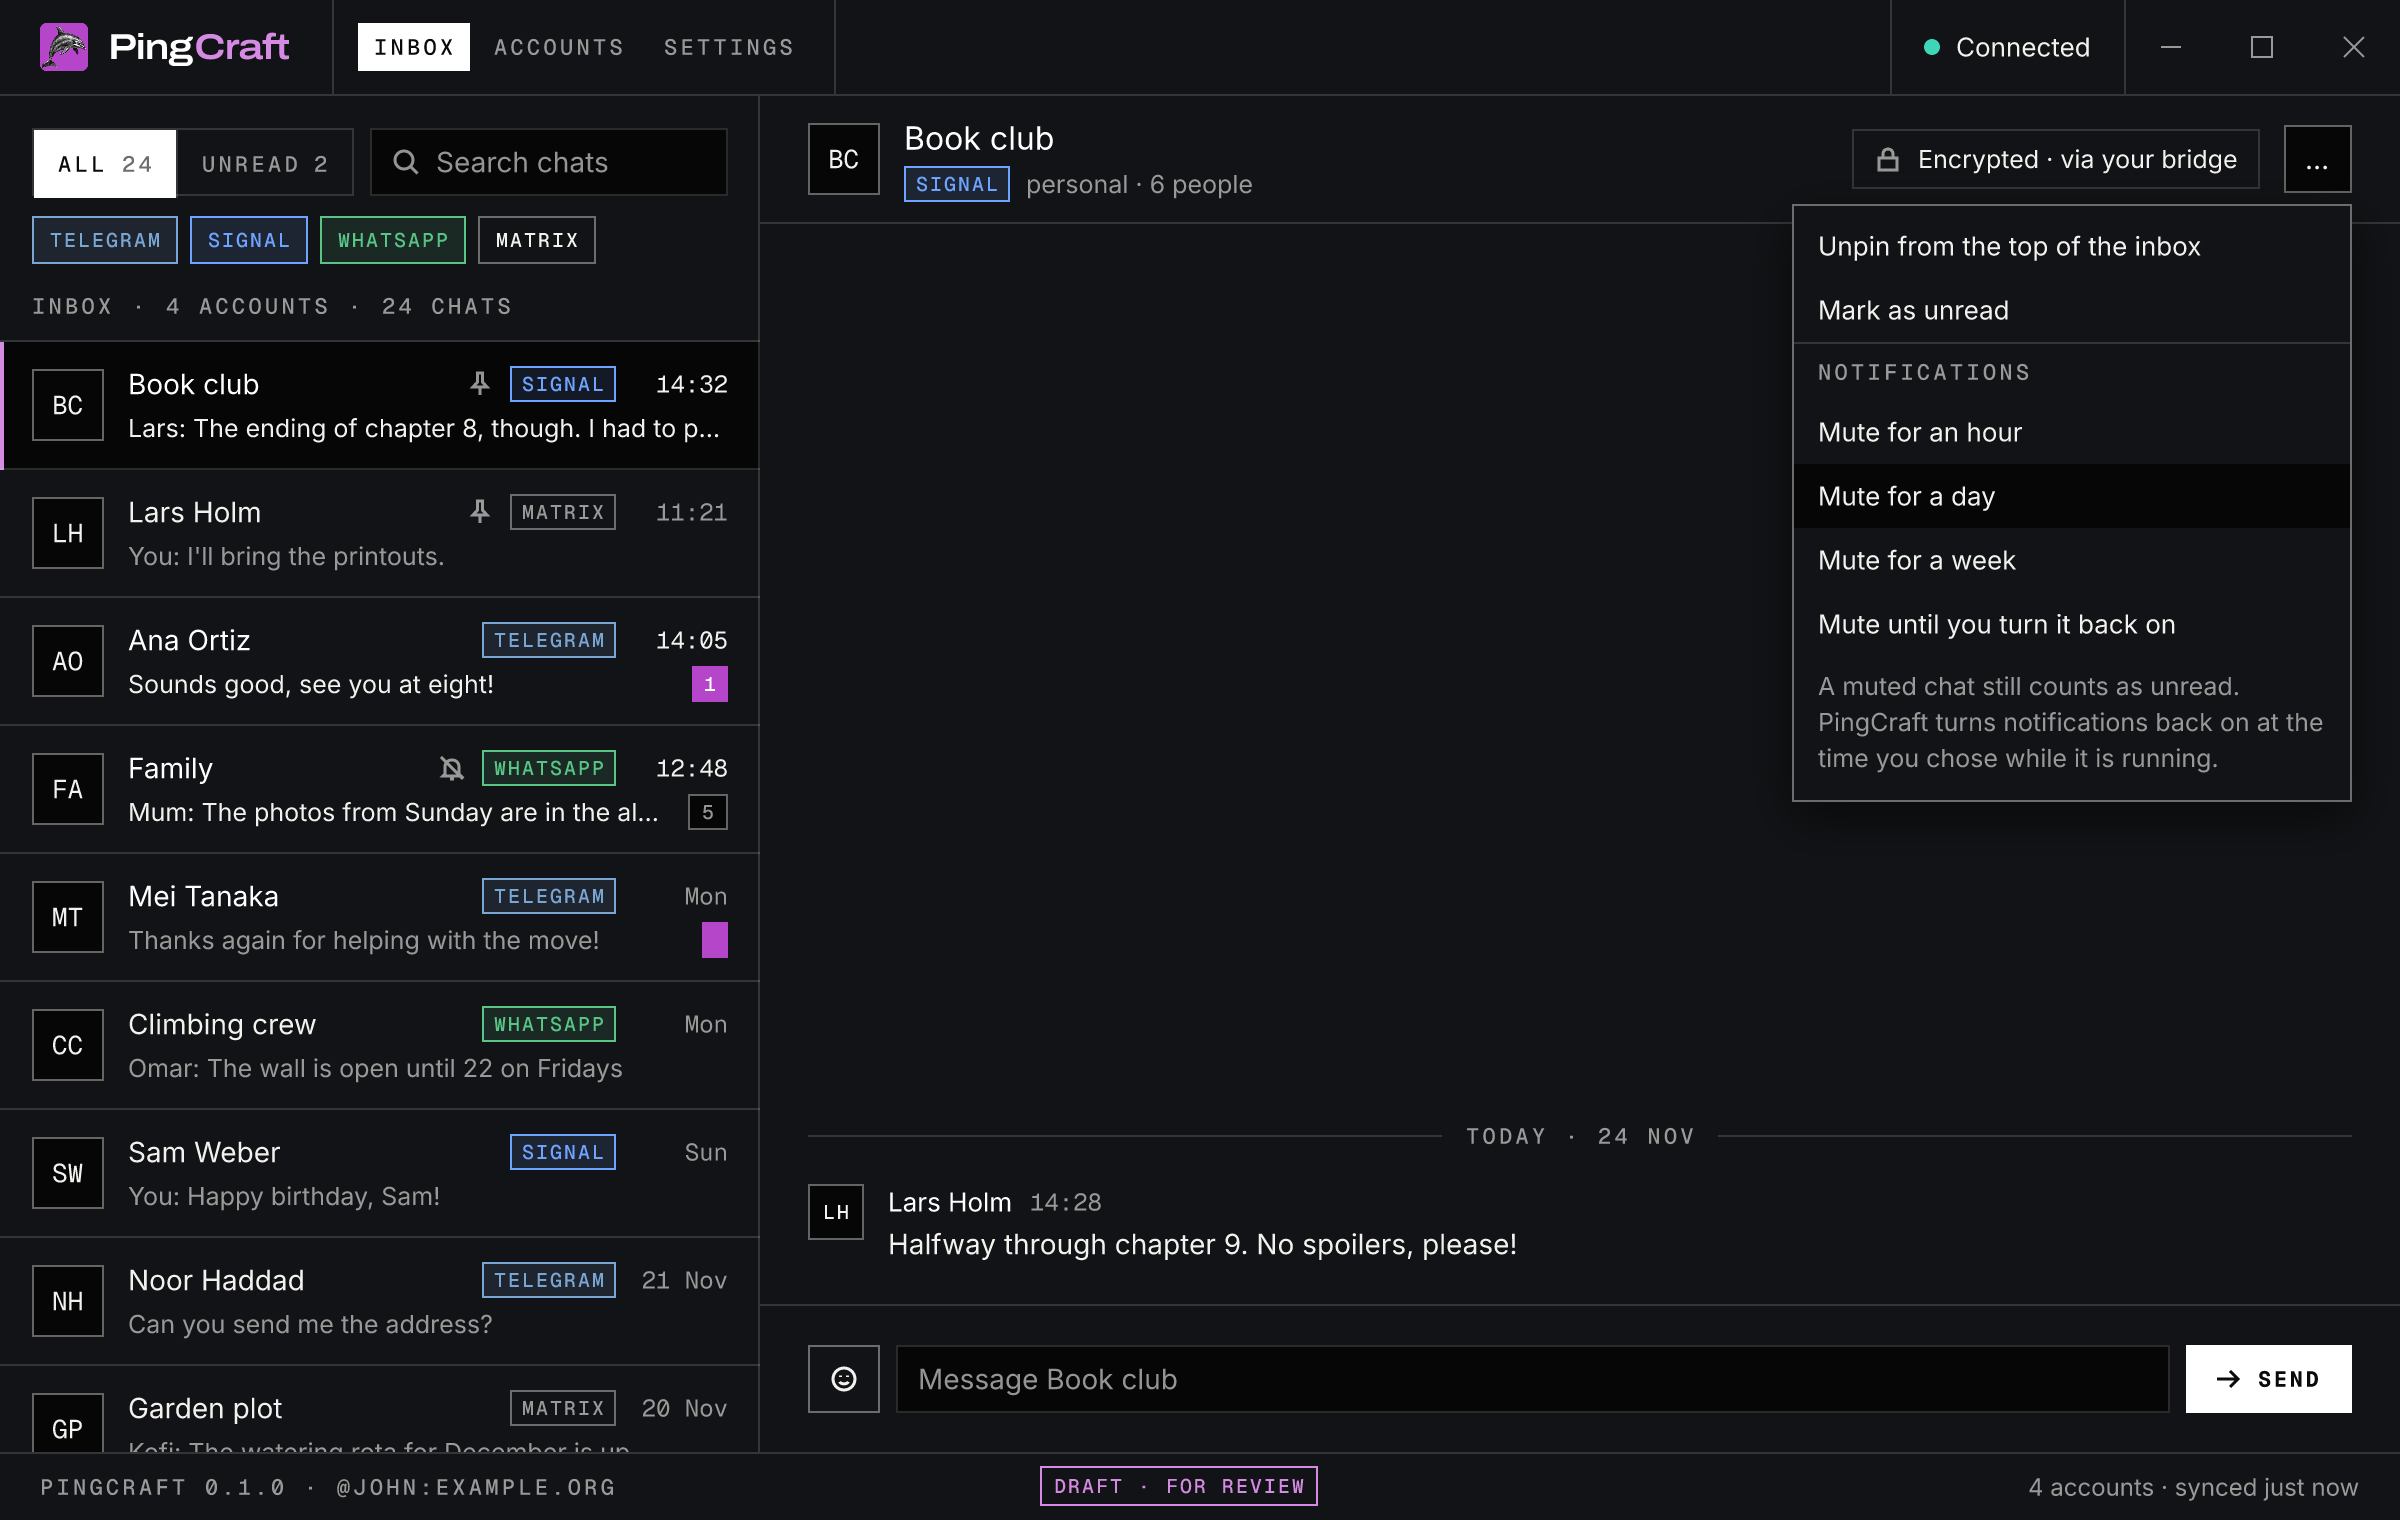 PingCraft
INBOX
ACCOUNTS
SETTINGS
Connected
ALL 24
UNREAD 2
Search chats
TELEGRAM
SIGNAL
WHATSAPP
MATRIX
INBOX · 4 ACCOUNTS · 24 CHATS
BC
Book club
SIGNAL
14:32
Lars: The ending of chapter 8, though. I had to p...
LH
Lars Holm
MATRIX
11:21
You: I'll bring the printouts.
AO
Ana Ortiz
TELEGRAM
14:05
Sounds good, see you at eight!
1
FA
Family
WHATSAPP
12:48
Mum: The photos from Sunday are in the al...
5
MT
Mei Tanaka
TELEGRAM
Mon
Thanks again for helping with the move!
CC
Climbing crew
WHATSAPP
Mon
Omar: The wall is open until 22 on Fridays
SW
Sam Weber
SIGNAL
Sun
You: Happy birthday, Sam!
NH
Noor Haddad
TELEGRAM
21 Nov
Can you send me the address?
GP
Garden plot
MATRIX
20 Nov
Kofi: The watering rota for December is up
BC
Book club
SIGNAL
personal · 6 people
Encrypted · via your bridge
...
Unpin from the top of the inbox
Mark as unread
NOTIFICATIONS
Mute for an hour
Mute for a day
Mute for a week
Mute until you turn it back on
A muted chat still counts as unread.
PingCraft turns notifications back on at the
time you chose while it is running.
TODAY · 24 NOV
LH
Lars Holm 14:28
Halfway through chapter 9. No spoilers, please!
Message Book club
SEND
PINGCRAFT 0.1.0 · @JOHN:EXAMPLE.ORG
DRAFT · FOR REVIEW
4 accounts · synced just now